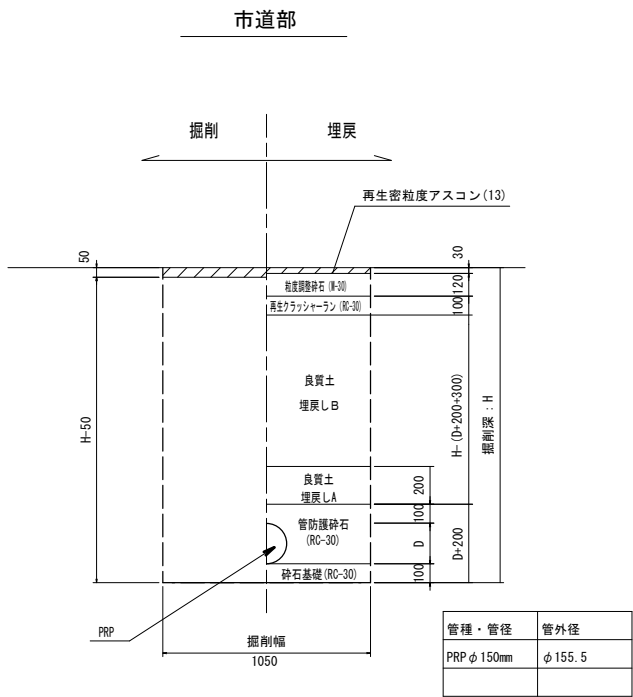 市道部
掘削
埋戻
再生密粒度アスコン(13)
50
30
粒度調整砕石(M-30)
120
再生クラッシャーラン(RC-30)
100
良質土
埋戻しB
H-50
H-(D+200+300)
掘削深：H
良質土
埋戻しA
200
100
管防護砕石
(RC-30)
D
D+200
砕石基礎(RC-30)
100
PRP
掘削幅
1050
管種・管径 管外径
PRPφ150mm φ155.5